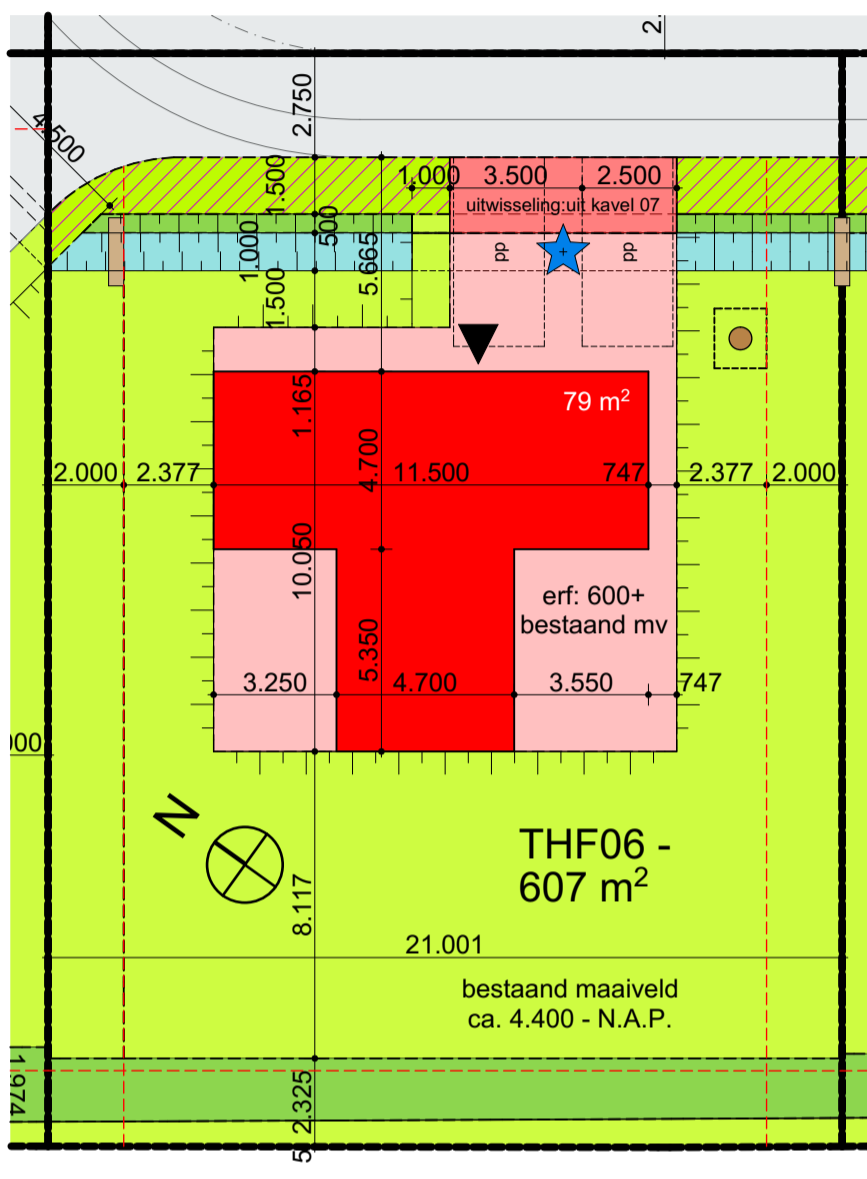 2.
4.500
2.750
1.500
1.000 3.500 2.500
uitwisseling:uit kavel 07
500
1.000
5.665
1.500
pp
pp
1.165
79 m²
4.700
2.000 2.377 11.500 747 2.377 2.000
10.050
erf: 600+
bestaand mv
5.350
3.250 4.700 3.550 747
N
THF06 -
607 m²
8.117
21.001
bestaand maaiveld
ca. 4.400 - N.A.P.
1.974
2.325
5